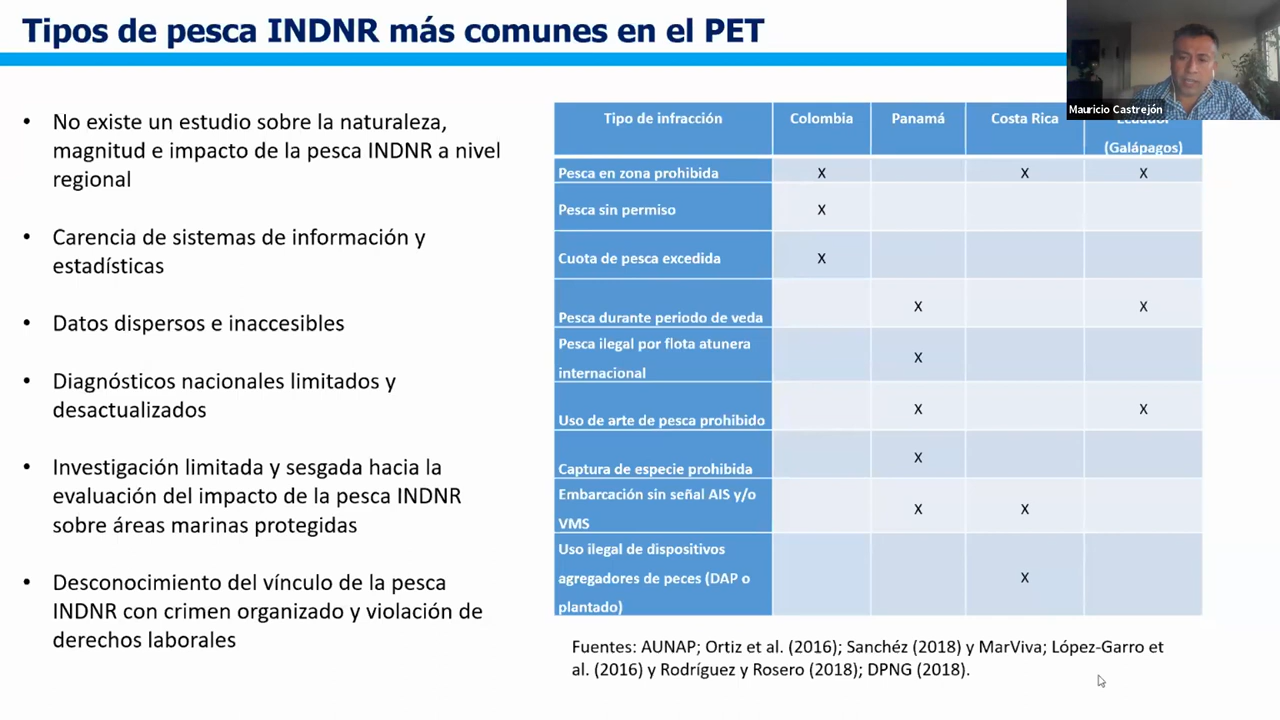 Tipos de pesca INDNR más comunes en el PET
Mauricio Castrejón
• No existe un estudio sobre la naturaleza,
magnitud e impacto de la pesca INDNR a nivel
regional
• Carencia de sistemas de información y
estadísticas
• Datos dispersos e inaccesibles
• Diagnósticos nacionales limitados y
desactualizados
• Investigación limitada y sesgada hacia la
evaluación del impacto de la pesca INDNR
sobre áreas marinas protegidas
• Desconocimiento del vínculo de la pesca
INDNR con crimen organizado y violación de
derechos laborales
Tipo de infracción Colombia Panamá Costa Rica
(Galápagos)
Pesca en zona prohibida X X X
Pesca sin permiso X
Cuota de pesca excedida X
Pesca durante periodo de veda X X
Pesca ilegal por flota atunera
internacional X
Uso de arte de pesca prohibido X X
Captura de especie prohibida X
Embarcación sin señal AIS y/o
VMS X X
Uso ilegal de dispositivos
agregadores de peces (DAP o X
plantado)
Fuentes: AUNAP; Ortiz et al. (2016); Sanchéz (2018) y MarViva; López-Garro et
al. (2016) y Rodríguez y Rosero (2018); DPNG (2018).